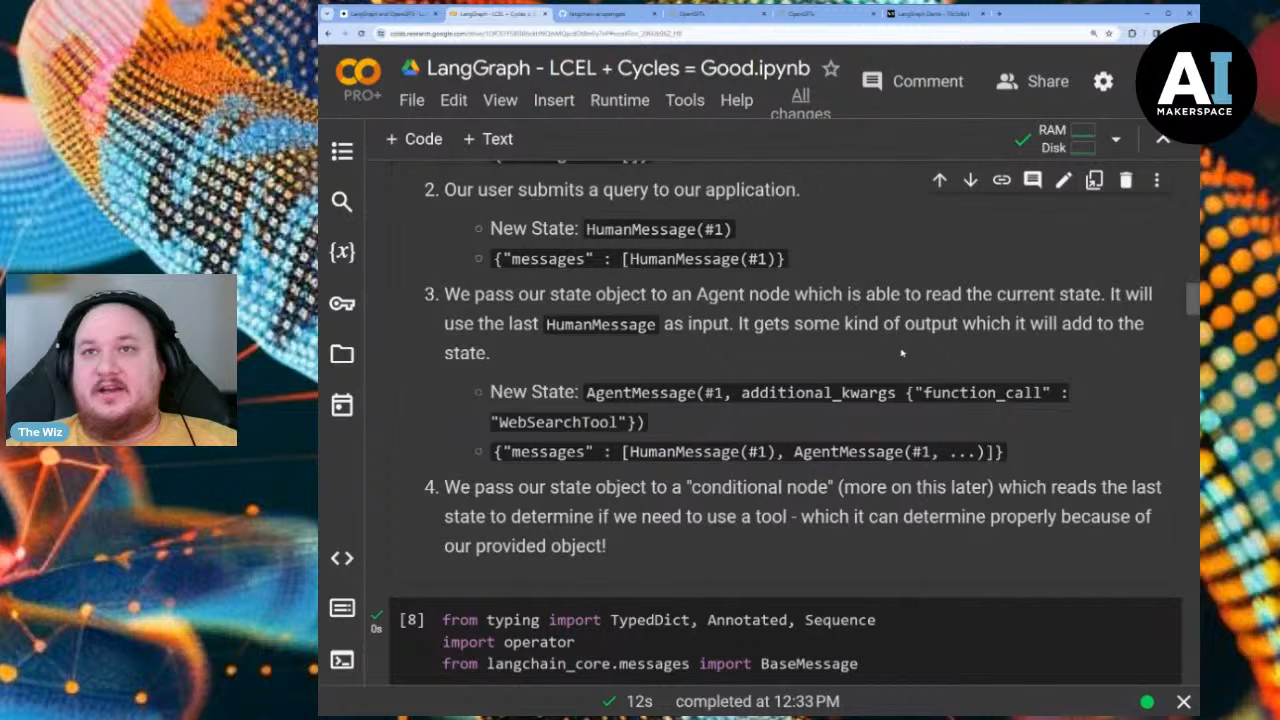 LangGraph - LCEL + Cycles = Good.ipynb
PRO+
File Edit View Insert Runtime Tools Help All changes
Comment Share
AI
MAKERSPACE
+ Code + Text
RAM
Disk
2. Our user submits a query to our application.
New State: HumanMessage(#1)
{"messages" : [HumanMessage(#1)}
3. We pass our state object to an Agent node which is able to read the current state. It will
use the last HumanMessage as input. It gets some kind of output which it will add to the
state.
New State: AgentMessage(#1, additional_kwargs {"function_call" :
"WebSearchTool"})
{"messages" : [HumanMessage(#1), AgentMessage(#1, ...)]}
4. We pass our state object to a "conditional node" (more on this later) which reads the last
state to determine if we need to use a tool - which it can determine properly because of
our provided object!
[8] from typing import TypedDict, Annotated, Sequence
0s
import operator
from langchain_core.messages import BaseMessage
12s completed at 12:33 PM
The Wiz